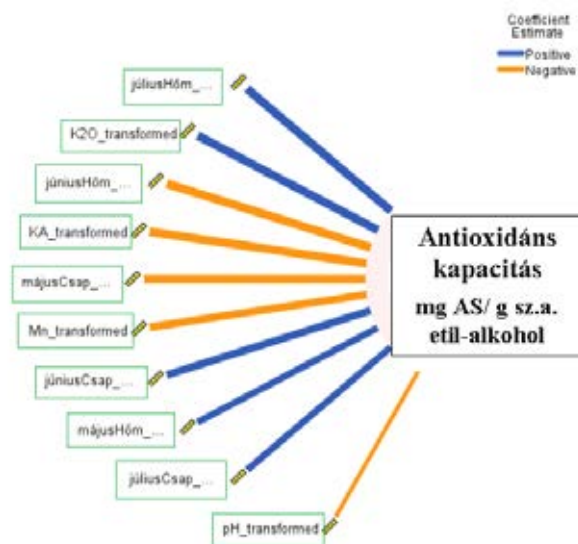 Coefficient
Estimate
Positive
Negative
júliusHőm_...
K2O_transformed
júniusHőm_...
KA_transformed
májusCsap_...
Mn_transformed
júniusCsap_...
májusHőm_...
júliusCsap_...
pH_transformed
Antioxidáns
kapacitás
mg AS/ g sz.a.
etil-alkohol